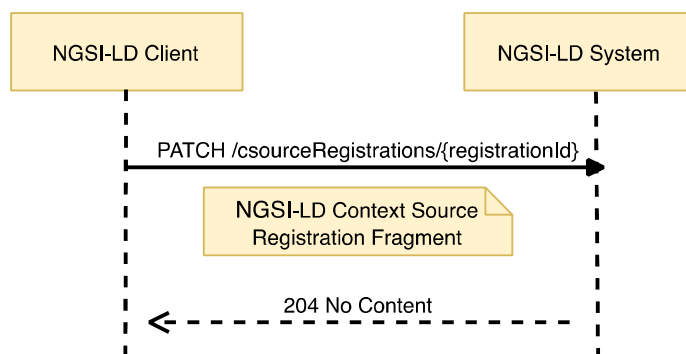 NGSI-LD Client
NGSI-LD System
PATCH /csourceRegistrations/{registrationId}
NGSI-LD Context Source
Registration Fragment
204 No Content